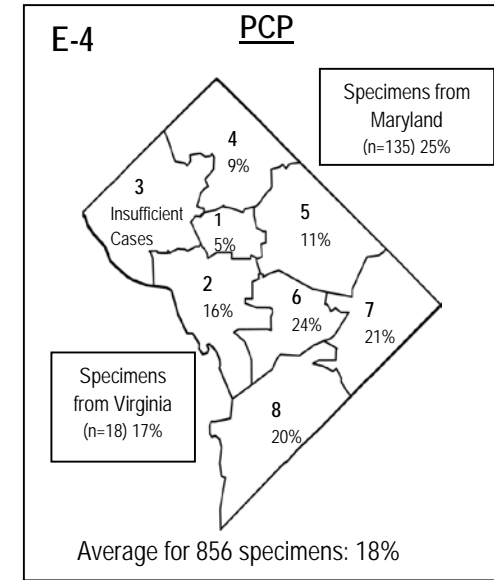 E-4
PCP
Specimens from
Maryland
(n=135) 25%
4
9%
3
Insufficient
Cases
1
5%
5
11%
2
16%
6
24%
7
21%
Specimens
from Virginia
(n=18) 17%
8
20%
Average for 856 specimens: 18%